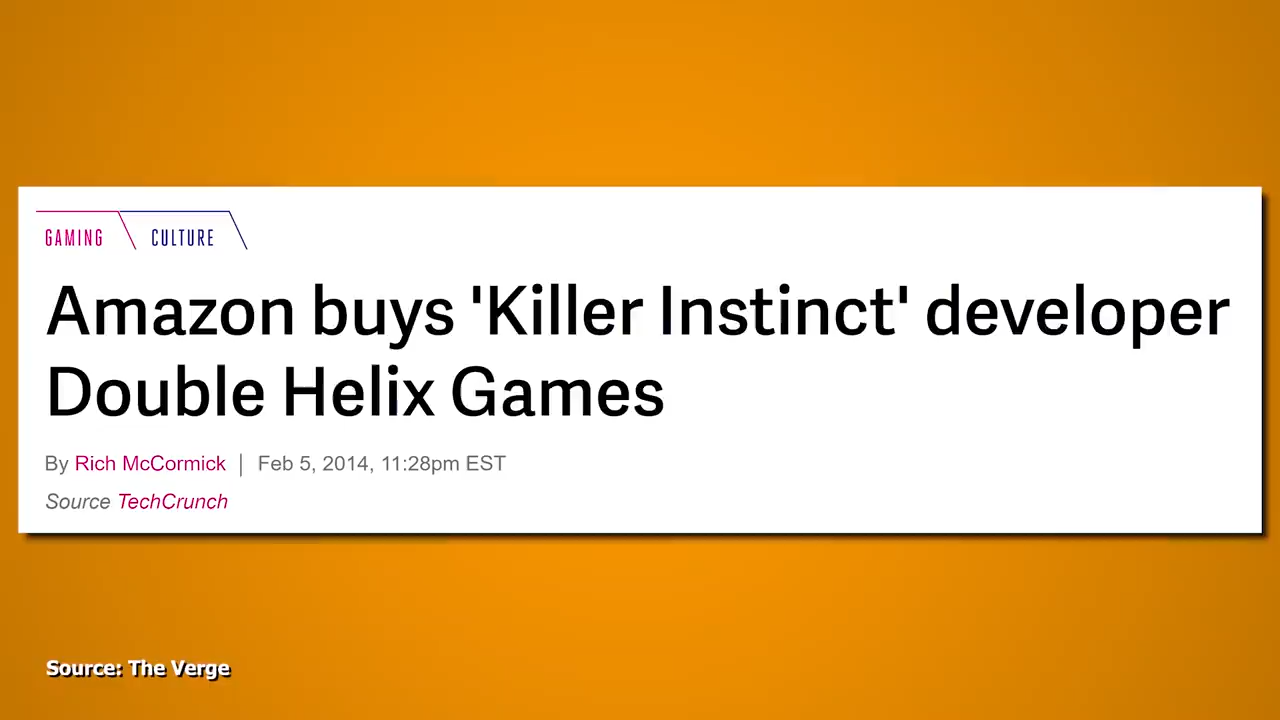 GAMING CULTURE
Amazon buys 'Killer Instinct' developer
Double Helix Games
By Rich McCormick | Feb 5, 2014, 11:28pm EST
Source TechCrunch
Source: The Verge